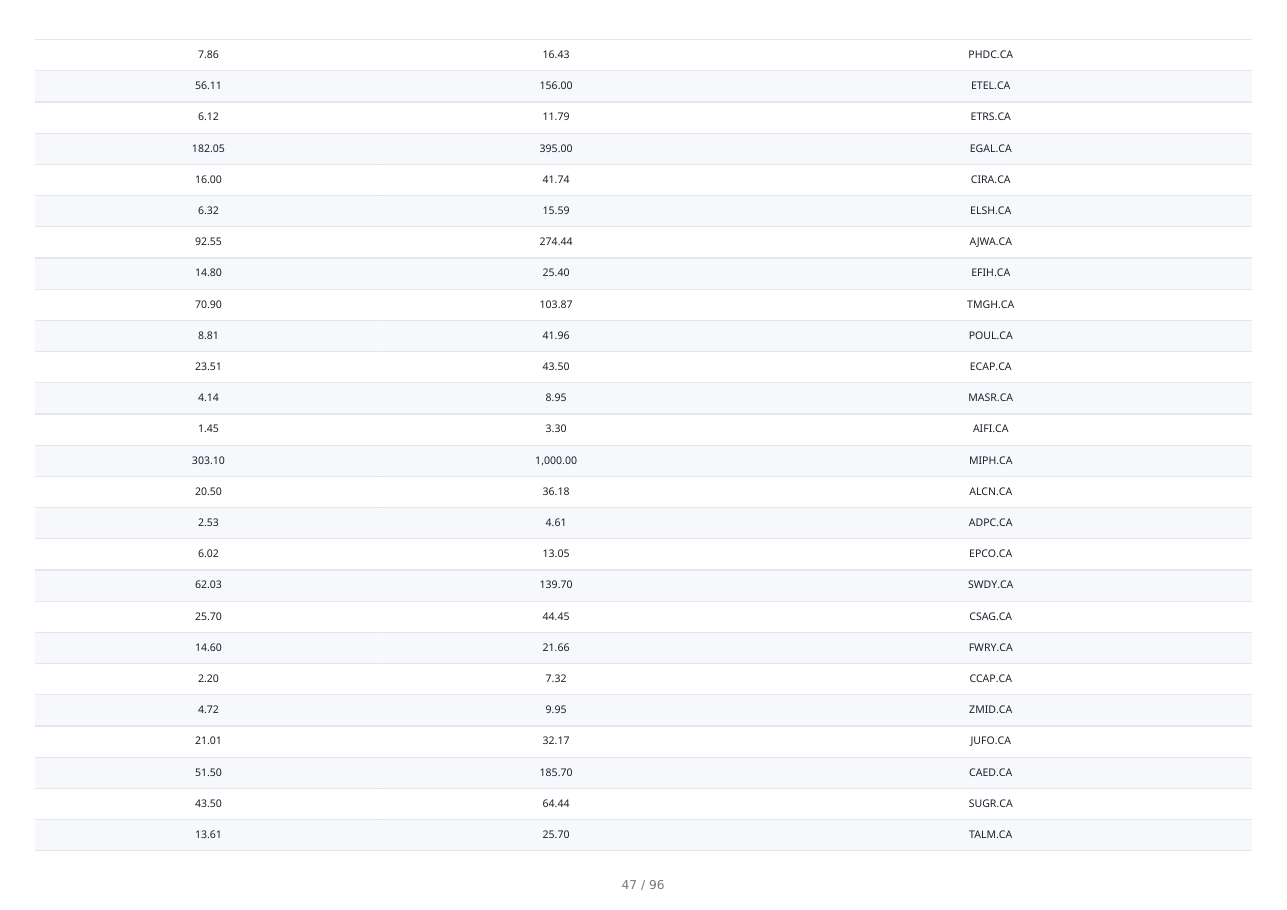 7.86 16.43 PHDC.CA
56.11 156.00 ETEL.CA
6.12 11.79 ETRS.CA
182.05 395.00 EGAL.CA
16.00 41.74 CIRA.CA
6.32 15.59 ELSH.CA
92.55 274.44 AJWA.CA
14.80 25.40 EFIH.CA
70.90 103.87 TMGH.CA
8.81 41.96 POUL.CA
23.51 43.50 ECAP.CA
4.14 8.95 MASR.CA
1.45 3.30 AIFI.CA
303.10 1,000.00 MIPH.CA
20.50 36.18 ALCN.CA
2.53 4.61 ADPC.CA
6.02 13.05 EPCO.CA
62.03 139.70 SWDY.CA
25.70 44.45 CSAG.CA
14.60 21.66 FWRY.CA
2.20 7.32 CCAP.CA
4.72 9.95 ZMID.CA
21.01 32.17 JUFO.CA
51.50 185.70 CAED.CA
43.50 64.44 SUGR.CA
13.61 25.70 TALM.CA
47 / 96